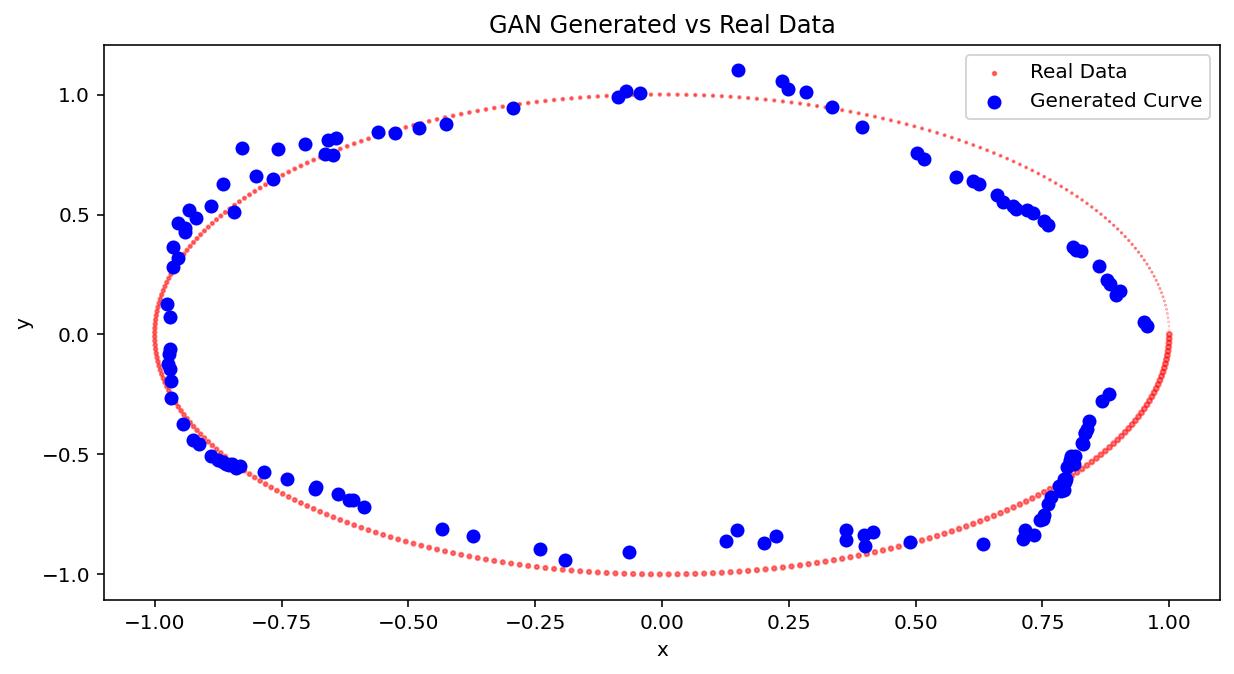 GAN Generated vs Real Data
Real Data
Generated Curve
y
1.0
0.5
0.0
−0.5
−1.0
−1.00 −0.75 −0.50 −0.25 0.00 0.25 0.50 0.75 1.00
x